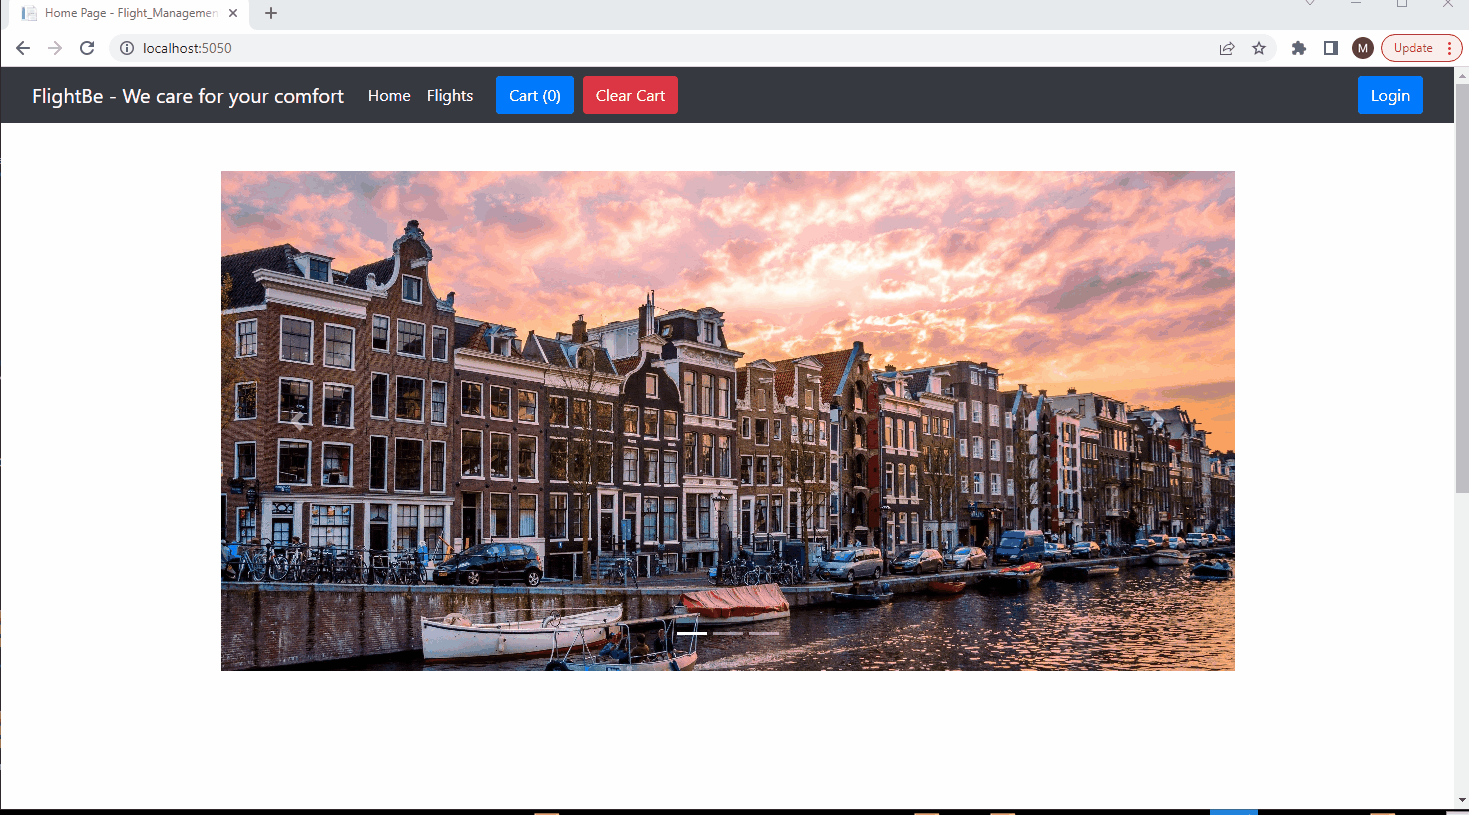 Home Page - Flight_Managemen
localhost:5050
M
Update
FlightBe - We care for your comfort
Home
Flights
Cart (0)
Clear Cart
Login